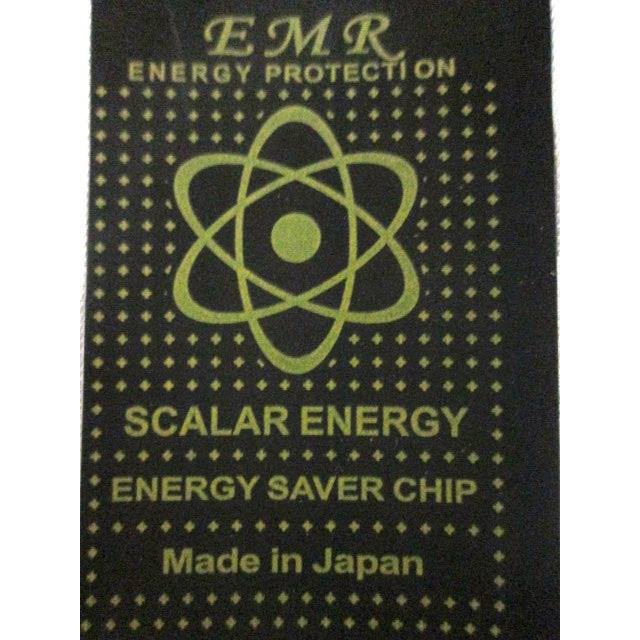 EMR
ENERGY PROTECTION
SCALAR ENERGY
ENERGY SAVER CHIP
Made in Japan